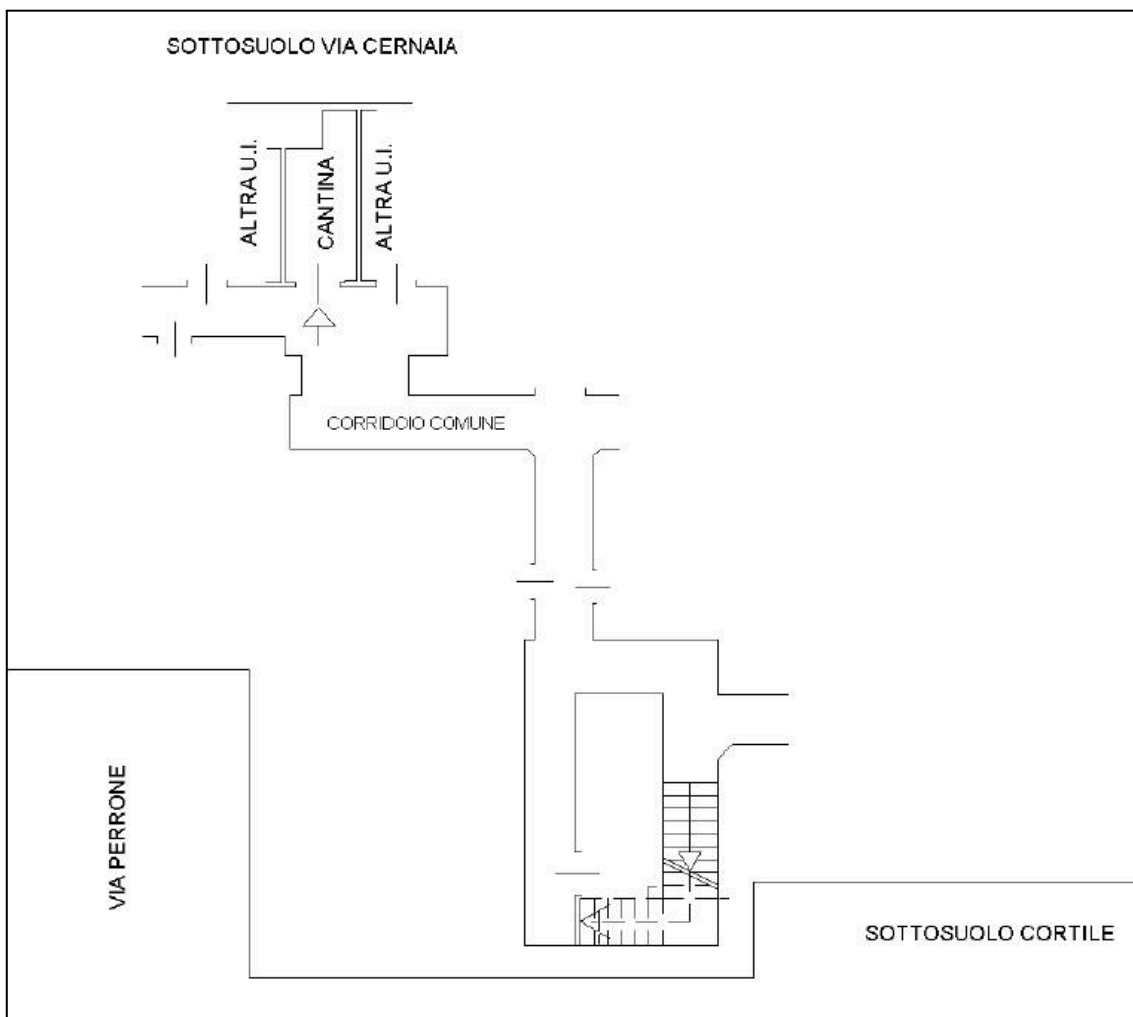 SOTTOSUOLO VIA CERNAIA
ALTRA U.I.
CANTINA
ALTRA U.I.
CORRIDOIO COMUNE
VIA PERRONE
SOTTOSUOLO CORTILE